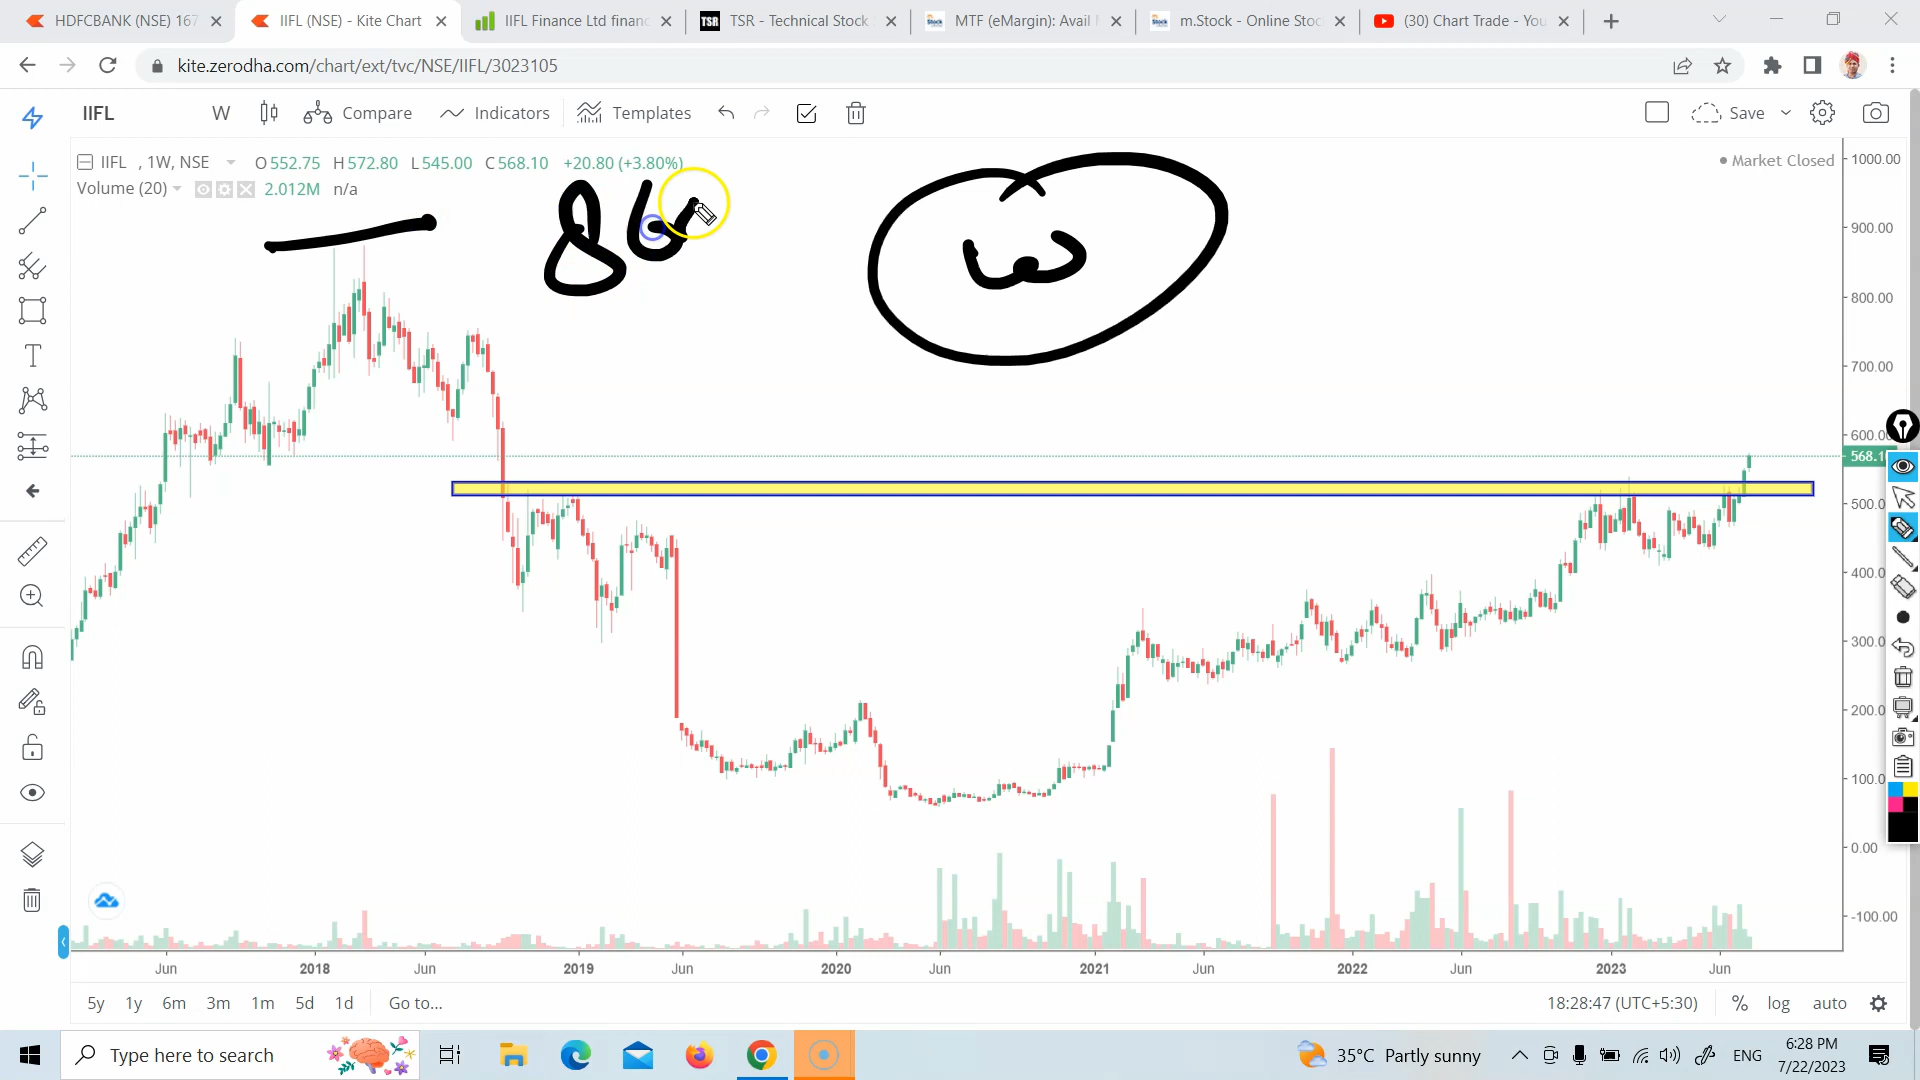 HDFCBANK (NSE) 167
IIFL (NSE) - Kite Chart
IIFL Finance Ltd financ
TSR - Technical Stock
MTF (eMargin): Avail
m.Stock - Online Stoc
(30) Chart Trade - You
kite.zerodha.com/chart/ext/tvc/NSE/IIFL/3023105
IIFL W Compare Indicators Templates Save
IIFL , 1W, NSE O552.75 H572.80 L545.00 C568.10 +20.80 (+3.80%)
Market Closed
Volume (20) 2.012M n/a
86
w
1000.00
900.00
800.00
700.00
600.00
568.1
500.0
400.0
300.0
200.0
100.0
0.00
-100.00
Jun 2018 Jun 2019 Jun 2020 Jun 2021 Jun 2022 Jun 2023 Jun
5y 1y 6m 3m 1m 5d 1d Go to... 18:28:47 (UTC+5:30) % log auto
Type here to search
35°C Partly sunny
ENG
6:28 PM
7/22/2023